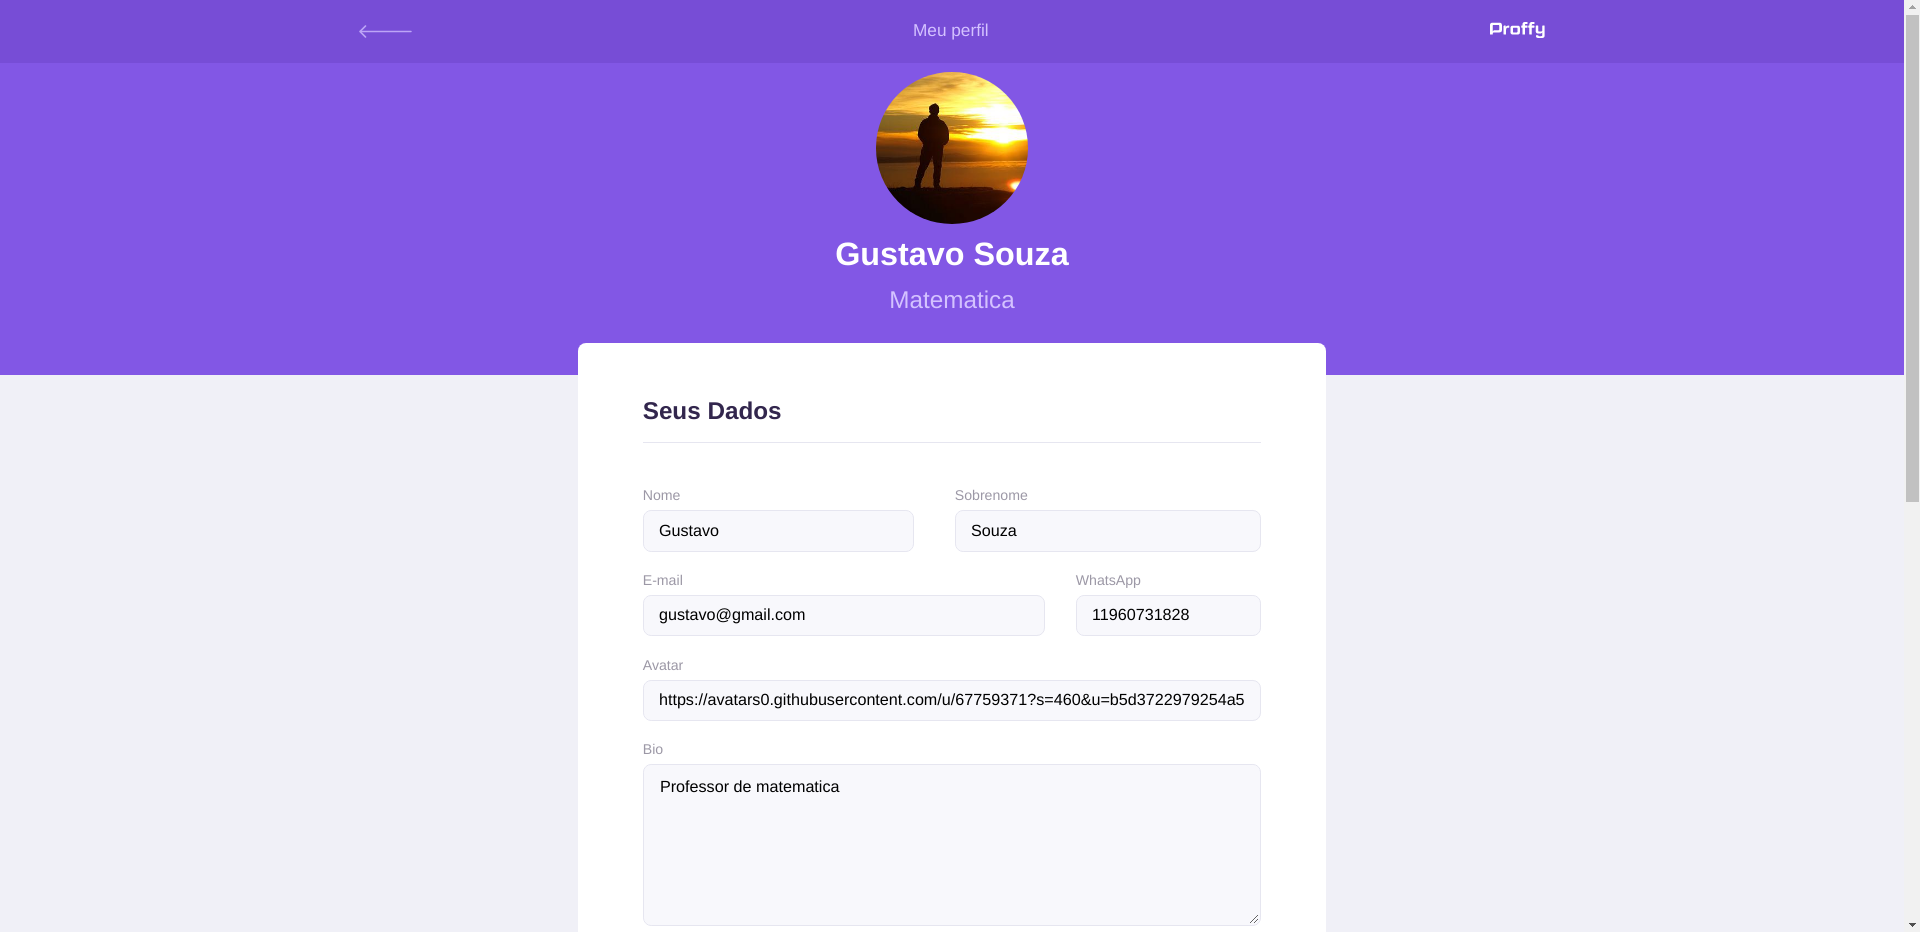 Meu perfil
Proffy
Gustavo Souza
Matematica
Seus Dados
Nome
Sobrenome
Gustavo
Souza
E-mail
WhatsApp
gustavo@gmail.com
11960731828
Avatar
https://avatars0.githubusercontent.com/u/67759371?s=460&u=b5d3722979254a5
Bio
Professor de matematica